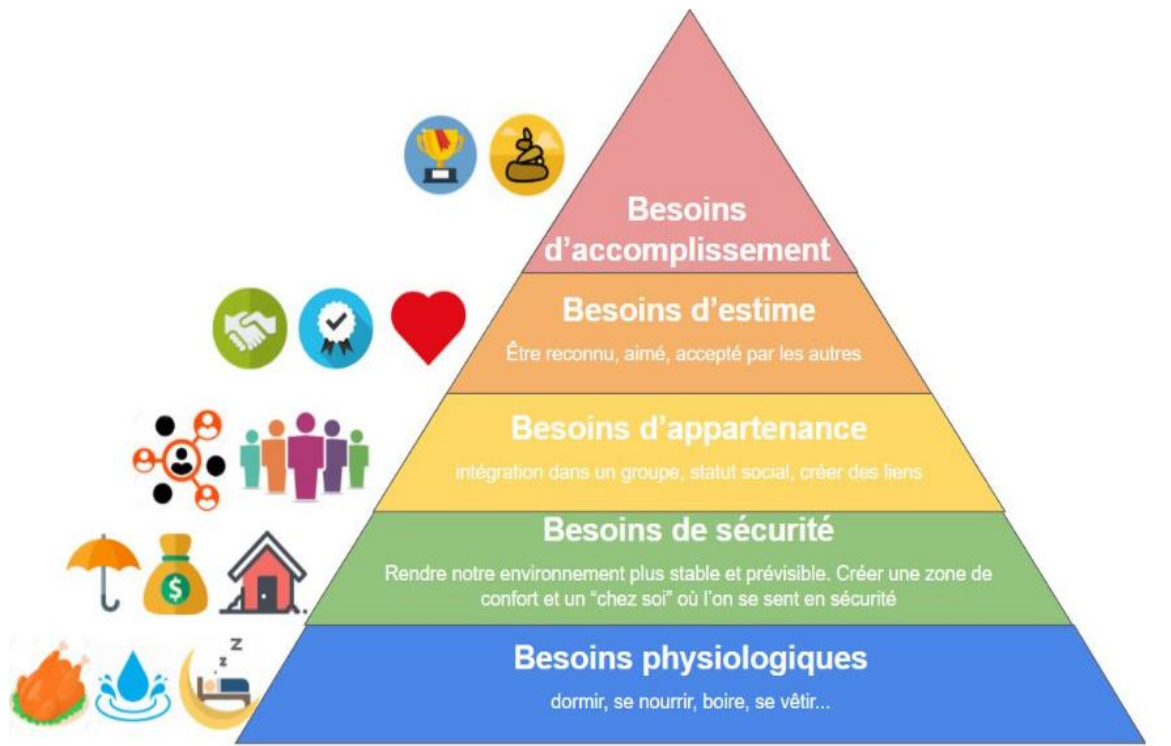 Besoins
d’accomplissement
Besoins d’estime
Être reconnu, aimé, accepté par les autres
Besoins d’appartenance
intégration dans un groupe, statut social, créer des liens
Besoins de sécurité
Rendre notre environnement plus stable et prévisible. Créer une zone de
confort et un “chez soi” où l’on se sent en sécurité
$
z z Z
Besoins physiologiques
dormir, se nourrir, boire, se vêtir...